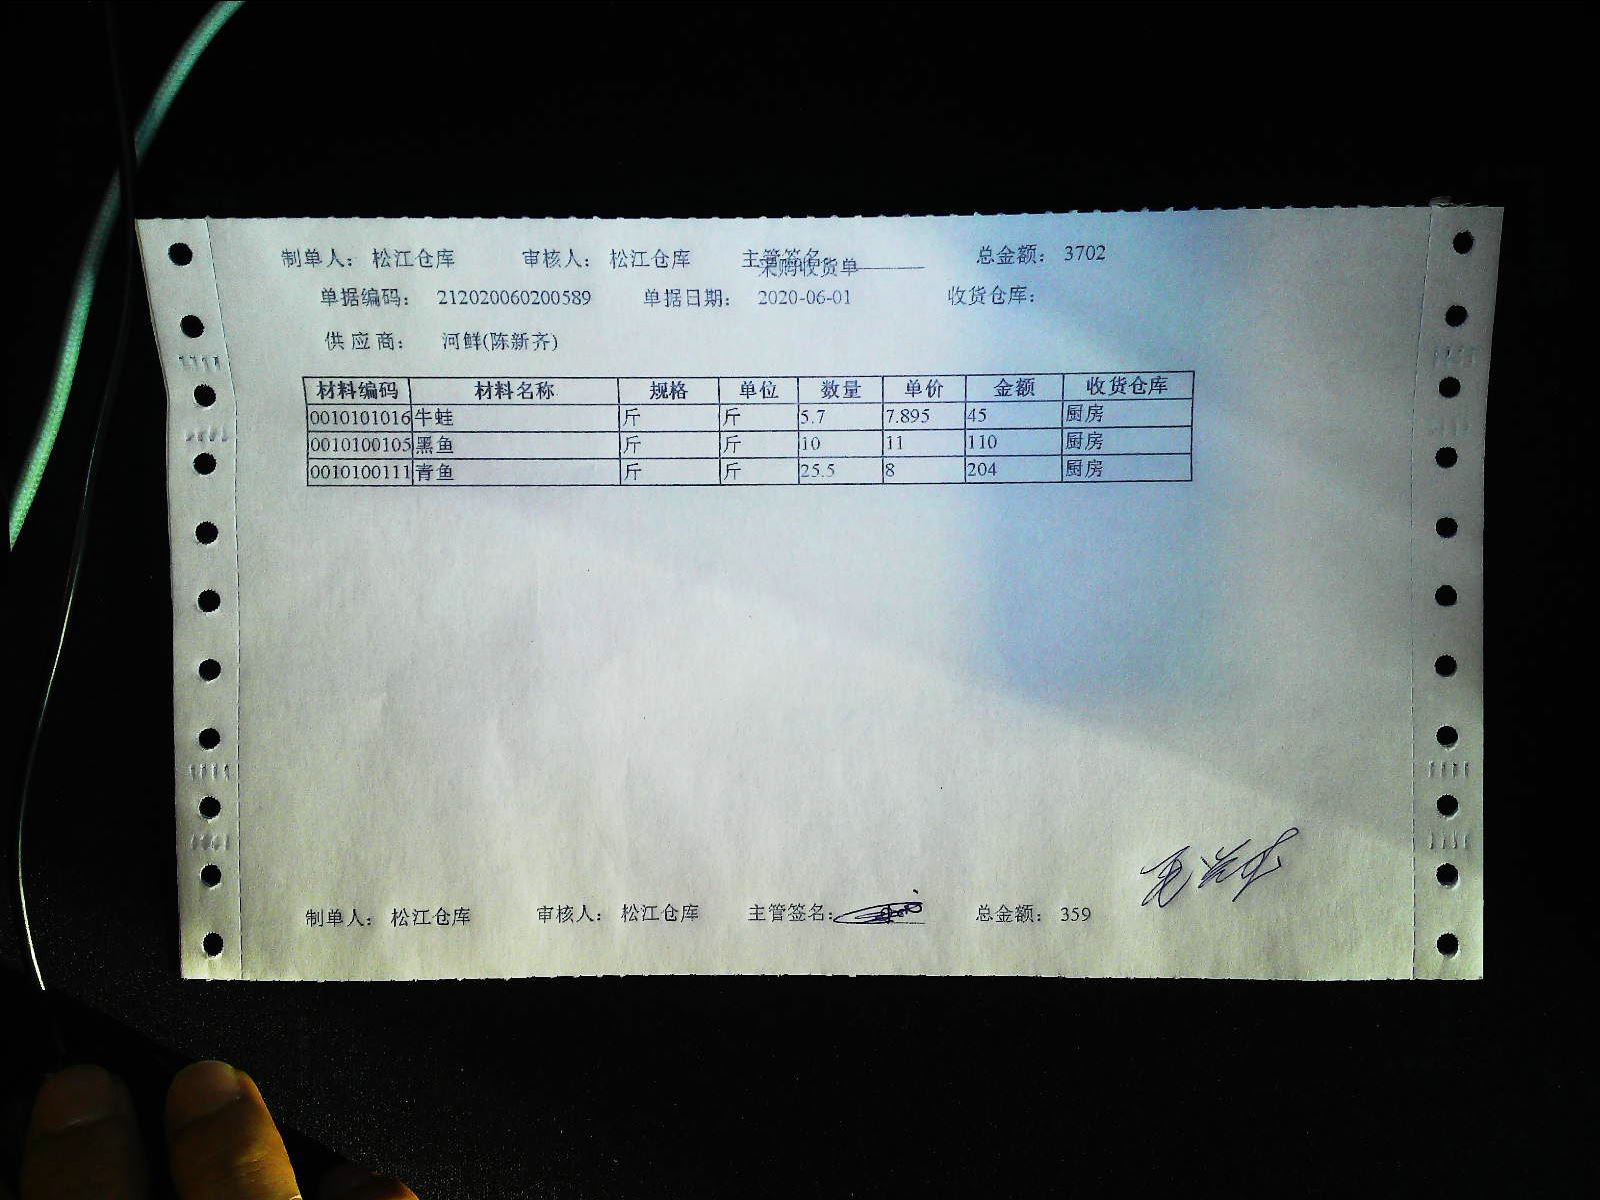 制单人： 松江仓库 审核人： 松江仓库 主管签名： 总金额： 3702
采购收货单
单据编码： 212020060200589 单据日期： 2020-06-01 收货仓库：
供 应 商： 河鲜(陈新齐)
材料编码 材料名称 规格 单位 数量 单价 金额 收货仓库
0010101016 牛蛙 斤 斤 5.7 7.895 45 厨房
0010100105 黑鱼 斤 斤 10 11 110 厨房
0010100111 青鱼 斤 斤 25.5 8 204 厨房
制单人： 松江仓库 审核人： 松江仓库 主管签名： 总金额： 359